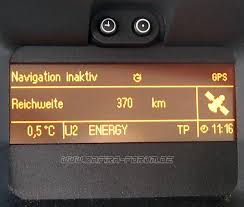 Navigation inaktiv GPS
Reichweite 370 km
0,5 °C U2 ENERGY TP 11:16
WWW.ZAFIRA-FORUM.DE